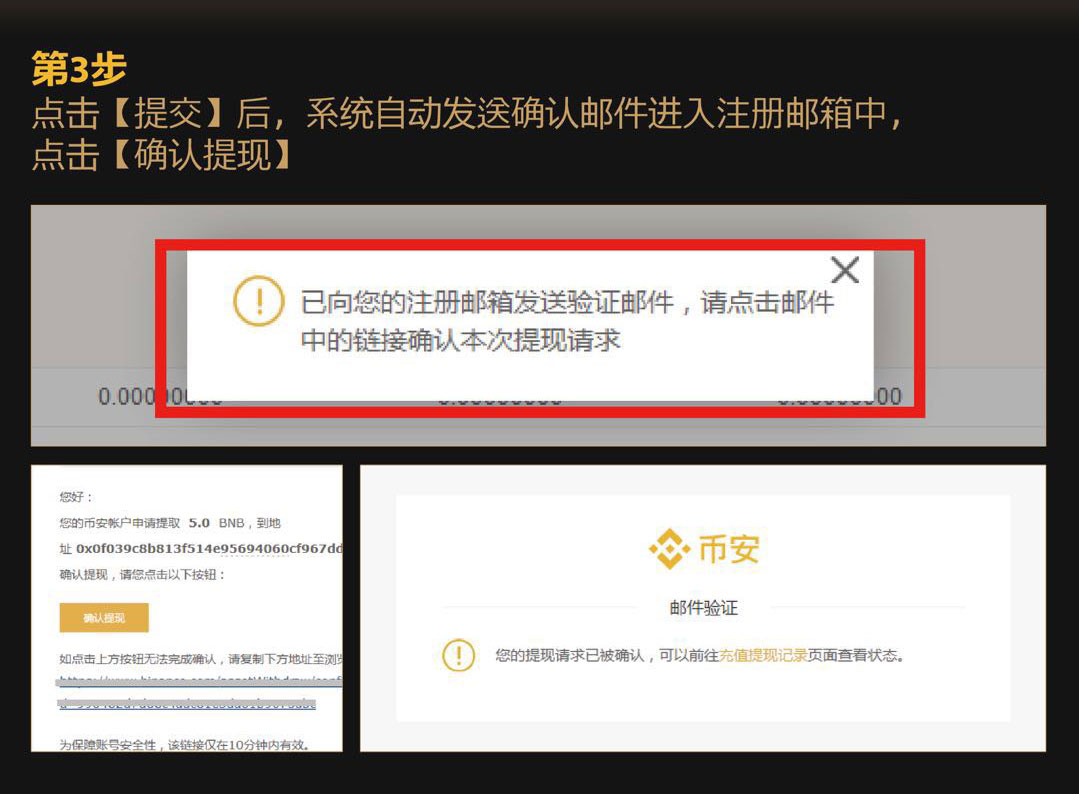 第3步
点击【提交】后，系统自动发送确认邮件进入注册邮箱中，
点击【确认提现】
已向您的注册邮箱发送验证邮件，请点击邮件
中的链接确认本次提现请求
0.00000000 0.00000000 0.00000000
您好：
您的币安帐户申请提取 5.0 BNB，到地
址 0x0f039c8b813f514e95694060cf967dd
确认提现，请您点击以下按钮：
确认提现
如点击上方按钮无法完成确认，请复制下方地址至浏览
为保障账号安全性，该链接仅在10分钟内有效。
币安
邮件验证
您的提现请求已被确认，可以前往充值提现记录页面查看状态。